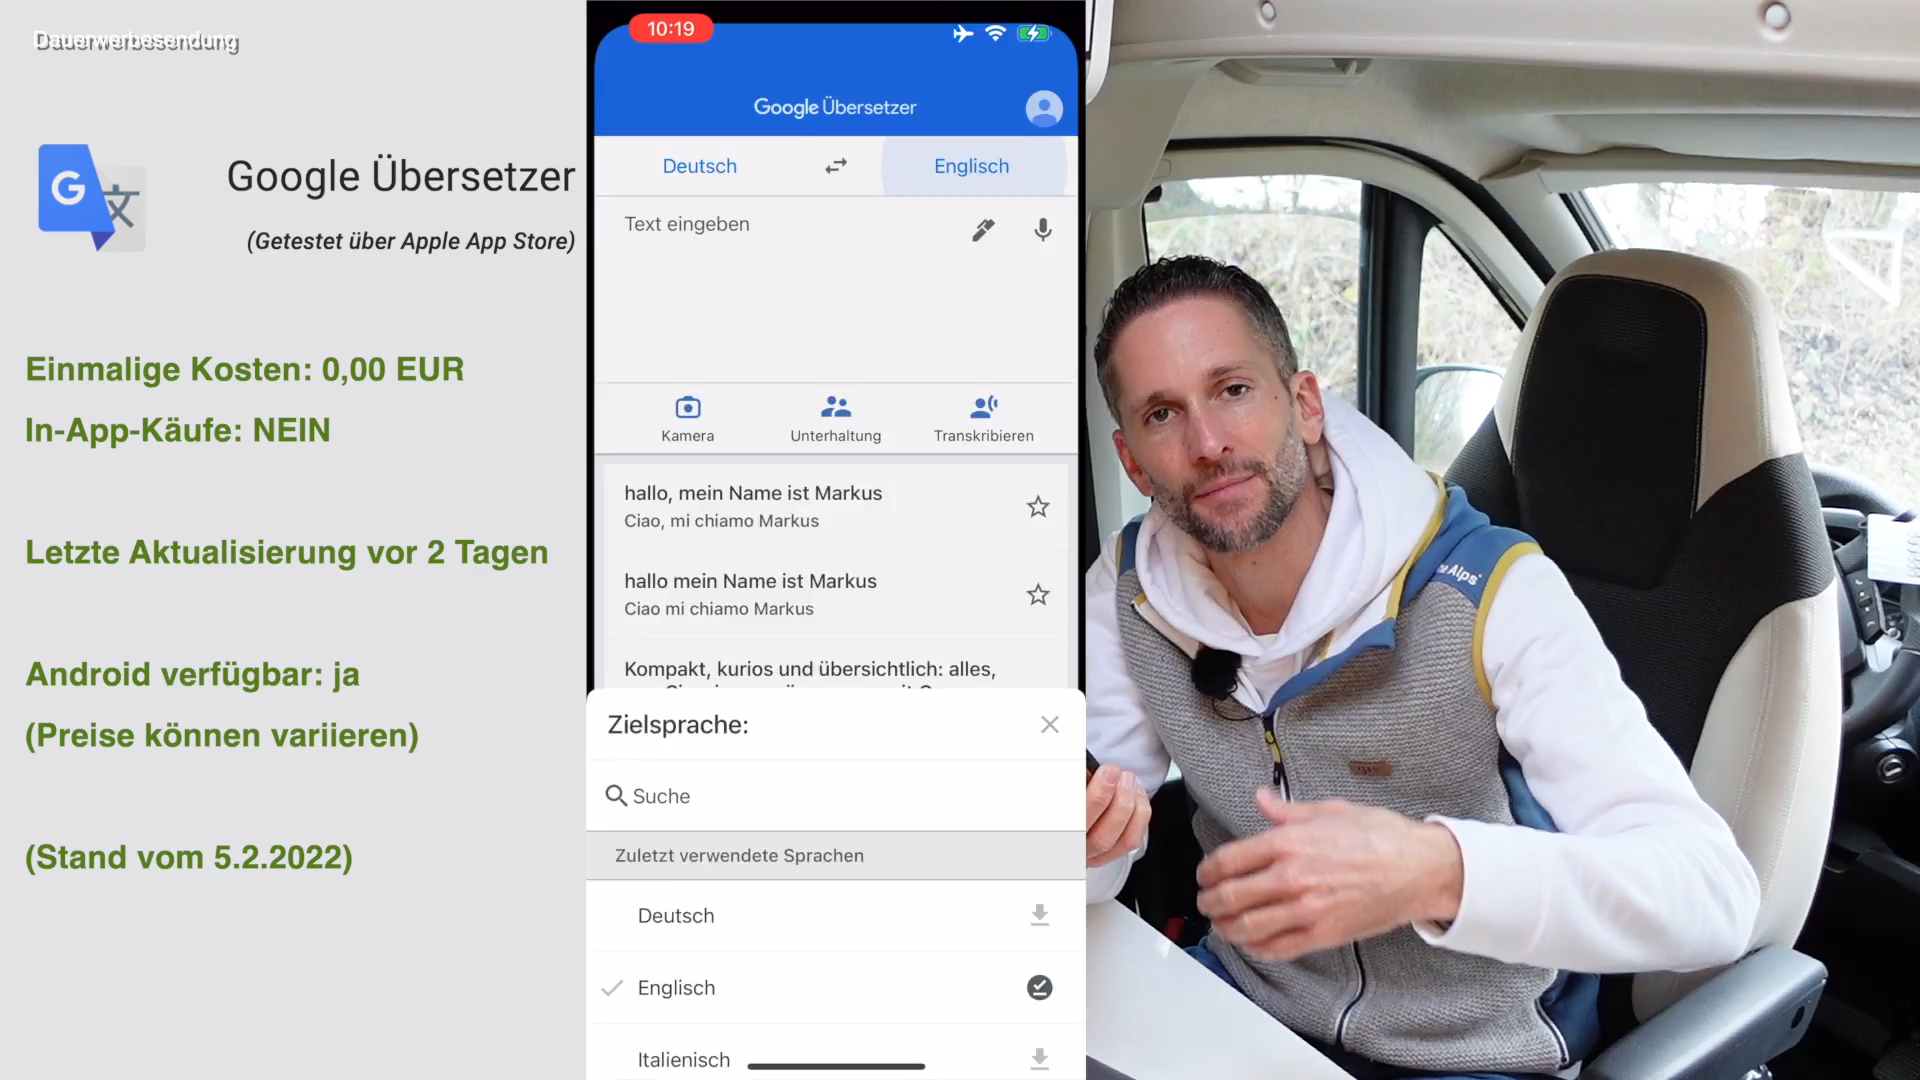 Dauerwerbesendung
G
文
Google Übersetzer
(Getestet über Apple App Store)
Einmalige Kosten: 0,00 EUR
In-App-Käufe: NEIN
Letzte Aktualisierung vor 2 Tagen
Android verfügbar: ja
(Preise können variieren)
(Stand vom 5.2.2022)
10:19
Google Übersetzer
Deutsch
Englisch
Text eingeben
Kamera
Unterhaltung
Transkribieren
hallo, mein Name ist Markus
Ciao, mi chiamo Markus
hallo mein Name ist Markus
Ciao mi chiamo Markus
Kompakt, kurios und übersichtlich: alles,
Zielsprache:
Suche
Zuletzt verwendete Sprachen
Deutsch
Englisch
Italienisch
Alps